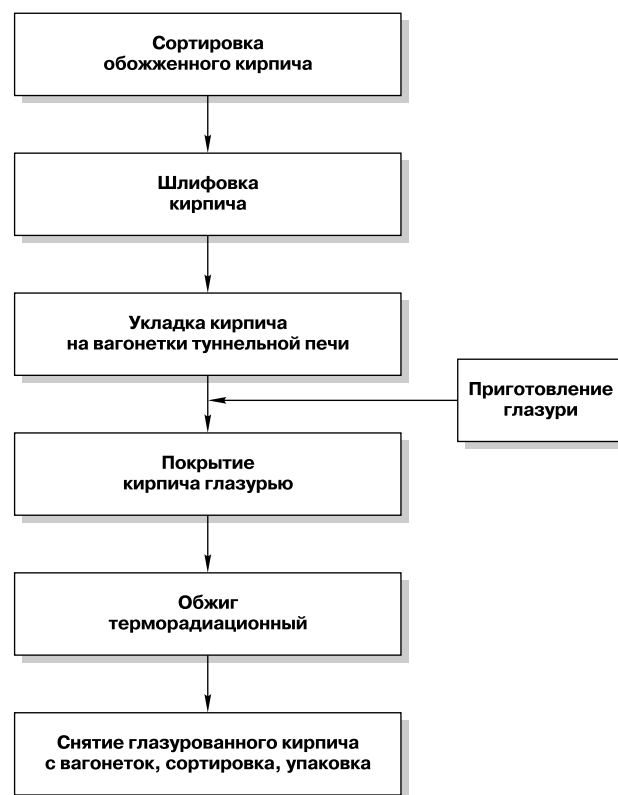 Сортировка
обожженного кирпича
Шлифовка
кирпича
Укладка кирпича
на вагонетки туннельной печи
Приготовление
глазури
Покрытие
кирпича глазурью
Обжиг
терморадиационный
Снятие глазурованного кирпича
с вагонеток, сортировка, упаковка